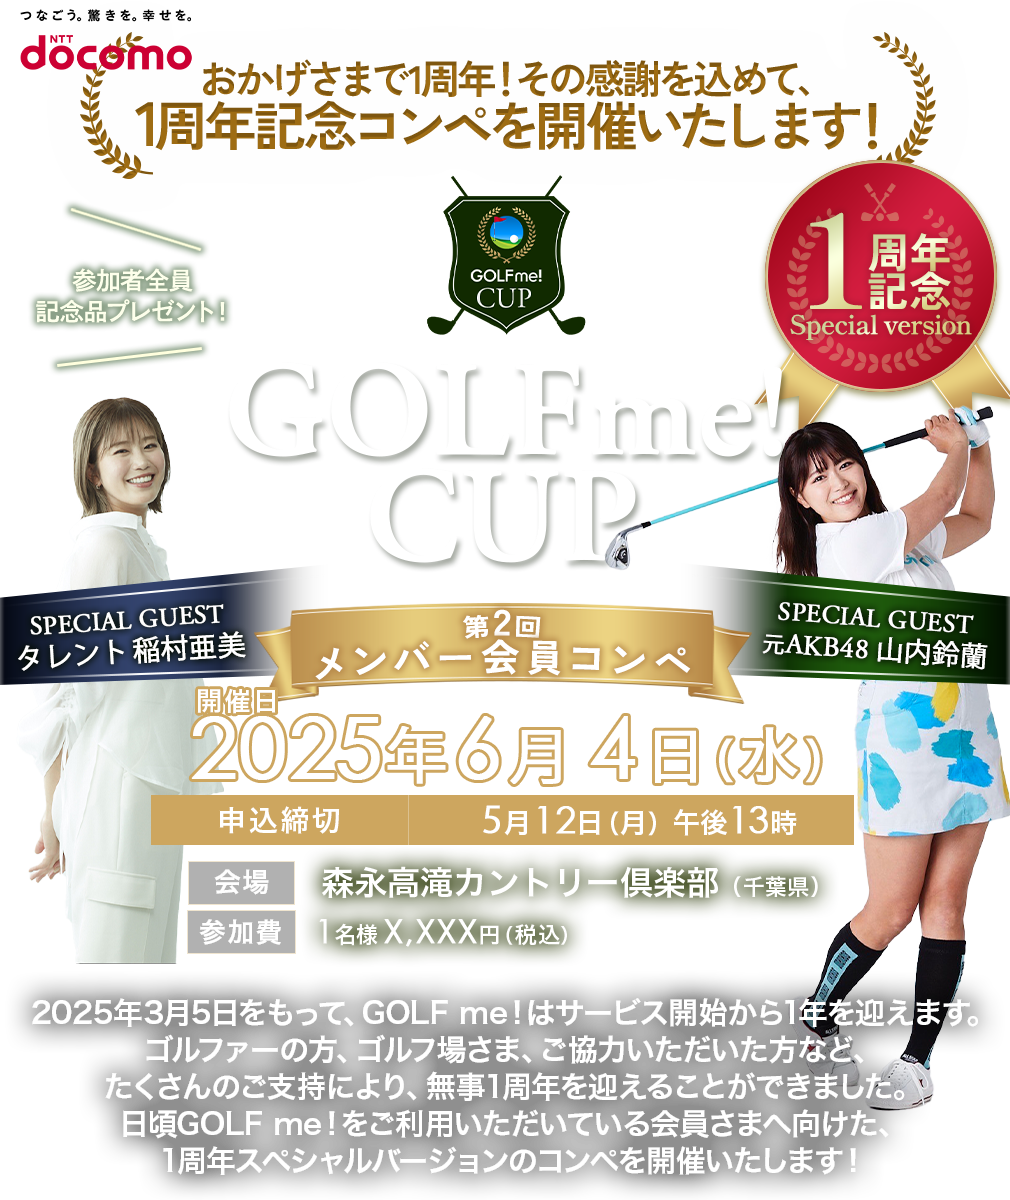 つなごう。驚きを。幸せを。
NTT
docomo
おかげさまで1周年！その感謝を込めて、
1周年記念コンペを開催いたします！
GOLFme!
CUP
1周年
記念
Special version
参加者全員
記念品プレゼント！
GOLF me!
CUP
SPECIAL GUEST
タレント 稲村亜美
第2回
メンバー会員コンペ
SPECIAL GUEST
元AKB48 山内鈴蘭
開催日
2025年6月4日（水）
申込締切 5月12日（月）午後13時
会場 森永高滝カントリー倶楽部（千葉県）
参加費 1名様 X,XXX円（税込）
2025年3月5日をもって、GOLF me！はサービス開始から1年を迎えます。
ゴルファーの方、ゴルフ場さま、ご協力いただいた方など、
たくさんのご支持により、無事1周年を迎えることができました。
日頃GOLF me！をご利用いただいている会員さまへ向けた、
1周年スペシャルバージョンのコンペを開催いたします！